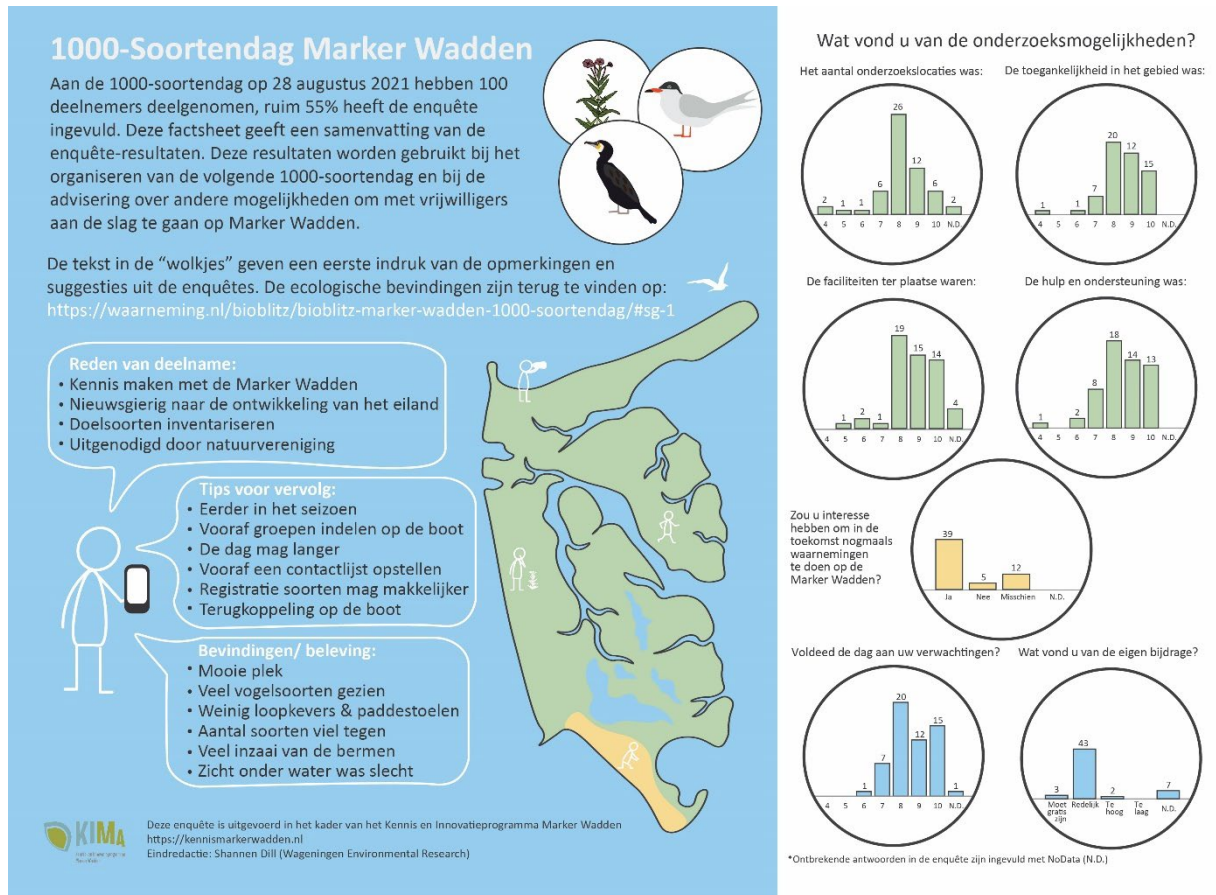 1000-Soortendag Marker Wadden
Aan de 1000-soortendag op 28 augustus 2021 hebben 100
deelnemers deelgenomen, ruim 55% heeft de enquête
ingevuld. Deze factsheet geeft een samenvatting van de
enquête-resultaten. Deze resultaten worden gebruikt bij het
organiseren van de volgende 1000-soortendag en bij de
advisering over andere mogelijkheden om met vrijwilligers
aan de slag te gaan op Marker Wadden.
De tekst in de “wolkjes” geven een eerste indruk van de opmerkingen en
suggesties uit de enquêtes. De ecologische bevindingen zijn terug te vinden op:
https://waarneming.nl/bioblitz/bioblitz-marker-wadden-1000-soortendag/#sg-1
Reden van deelname:
• Kennis maken met de Marker Wadden
• Nieuwsgierig naar de ontwikkeling van het eiland
• Doelsoorten inventariseren
• Uitgenodigd door natuurvereniging
Tips voor vervolg:
• Eerder in het seizoen
• Vooraf groepen indelen op de boot
• De dag mag langer
• Vooraf een contactlijst opstellen
• Registratie soorten mag makkelijker
• Terugkoppeling op de boot
Bevindingen/ beleving:
• Mooie plek
• Veel vogelsoorten gezien
• Weinig loopkevers & paddestoelen
• Aantal soorten viel tegen
• Veel inzaai van de bermen
• Zicht onder water was slecht
KIMA
Deze enquête is uitgevoerd in het kader van het Kennis en Innovatieprogramma Marker Wadden
https://kennismarkerwadden.nl
Eindredactie: Shannen Dill (Wageningen Environmental Research)
Wat vond u van de onderzoeksmogelijkheden?
Het aantal onderzoekslocaties was:
2 1 1 6 26 12 6 2
4 5 6 7 8 9 10 N.D.
De toegankelijkheid in het gebied was:
1 1 7 20 12 15
4 5 6 7 8 9 10 N.D.
De faciliteiten ter plaatse waren:
1 2 1 19 15 14 4
4 5 6 7 8 9 10 N.D.
De hulp en ondersteuning was:
1 2 8 18 14 13
4 5 6 7 8 9 10 N.D.
Zou u interesse
hebben om in de
toekomst nogmaals
waarnemingen
te doen op de
Marker Wadden?
39 5 12
Ja Nee Misschien N.D.
Voldeed de dag aan uw verwachtingen?
1 7 20 12 15 1
4 5 6 7 8 9 10 N.D.
Wat vond u van de eigen bijdrage?
3 43 2 7
Moet gratis zijn Redelijk Te hoog Te laag N.D.
*Ontbrekende antwoorden in de enquête zijn ingevuld met NoData (N.D.)